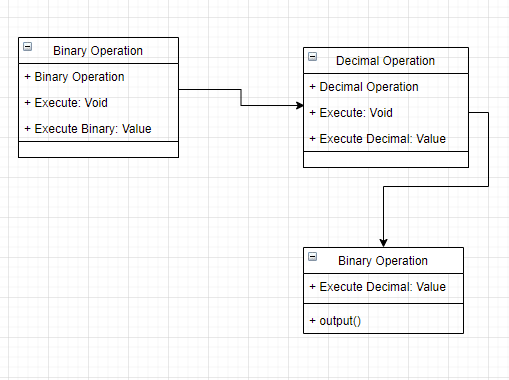 Binary Operation
+ Binary Operation
+ Execute: Void
+ Execute Binary: Value
Decimal Operation
+ Decimal Operation
+ Execute: Void
+ Execute Decimal: Value
Binary Operation
+ Execute Decimal: Value
+ output()